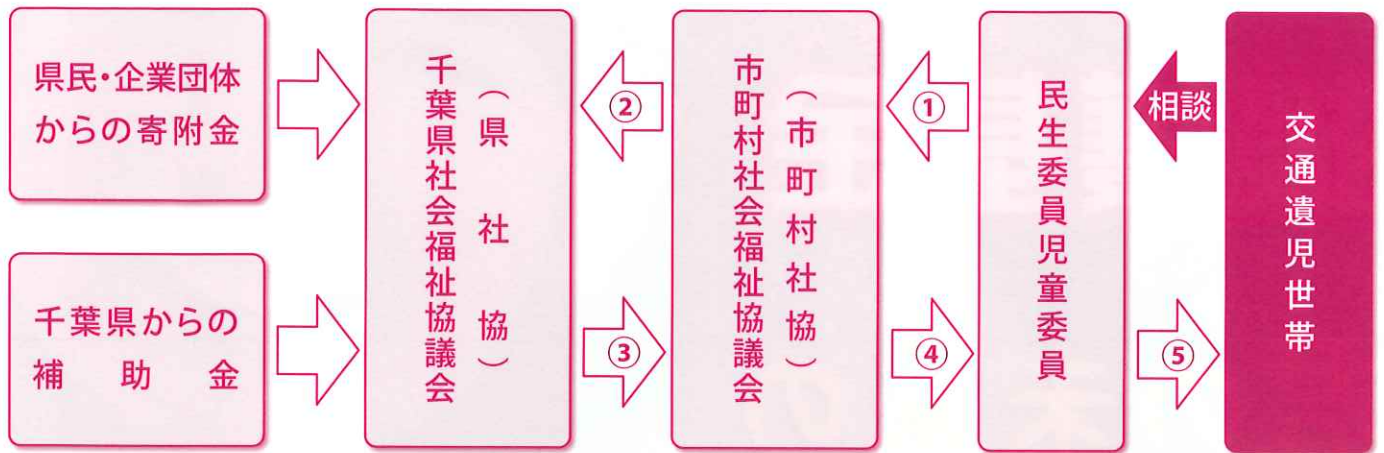 県民・企業団体
からの寄附金
千葉県からの
補助金
千葉県社会福祉協議会
（県社協）
②
③
市町村社会福祉協議会
（市町村社協）
①
④
民生委員児童委員
相談
⑤
交通遺児世帯